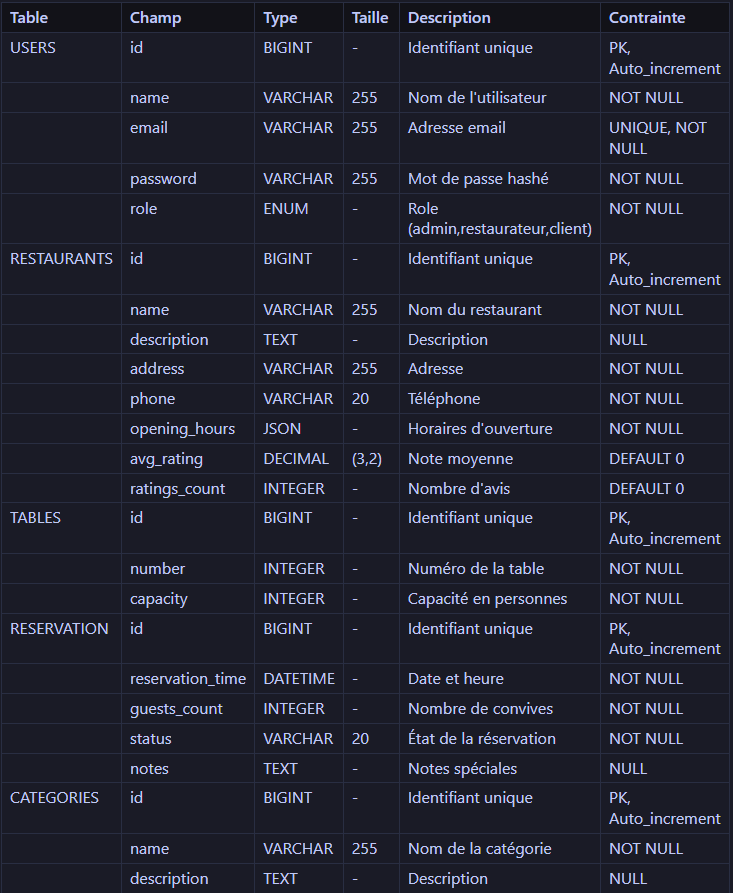 Table Champ Type Taille Description Contrainte
USERS id BIGINT - Identifiant unique PK,
Auto_increment
name VARCHAR 255 Nom de l'utilisateur NOT NULL
email VARCHAR 255 Adresse email UNIQUE, NOT
NULL
password VARCHAR 255 Mot de passe hashé NOT NULL
role ENUM - Role NOT NULL
(admin,restaurateur,client)
RESTAURANTS id BIGINT - Identifiant unique PK,
Auto_increment
name VARCHAR 255 Nom du restaurant NOT NULL
description TEXT - Description NULL
address VARCHAR 255 Adresse NOT NULL
phone VARCHAR 20 Téléphone NOT NULL
opening_hours JSON - Horaires d'ouverture NOT NULL
avg_rating DECIMAL (3,2) Note moyenne DEFAULT 0
ratings_count INTEGER - Nombre d'avis DEFAULT 0
TABLES id BIGINT - Identifiant unique PK,
Auto_increment
number INTEGER - Numéro de la table NOT NULL
capacity INTEGER - Capacité en personnes NOT NULL
RESERVATION id BIGINT - Identifiant unique PK,
Auto_increment
reservation_time DATETIME - Date et heure NOT NULL
guests_count INTEGER - Nombre de convives NOT NULL
status VARCHAR 20 État de la réservation NOT NULL
notes TEXT - Notes spéciales NULL
CATEGORIES id BIGINT - Identifiant unique PK,
Auto_increment
name VARCHAR 255 Nom de la catégorie NOT NULL
description TEXT - Description NULL